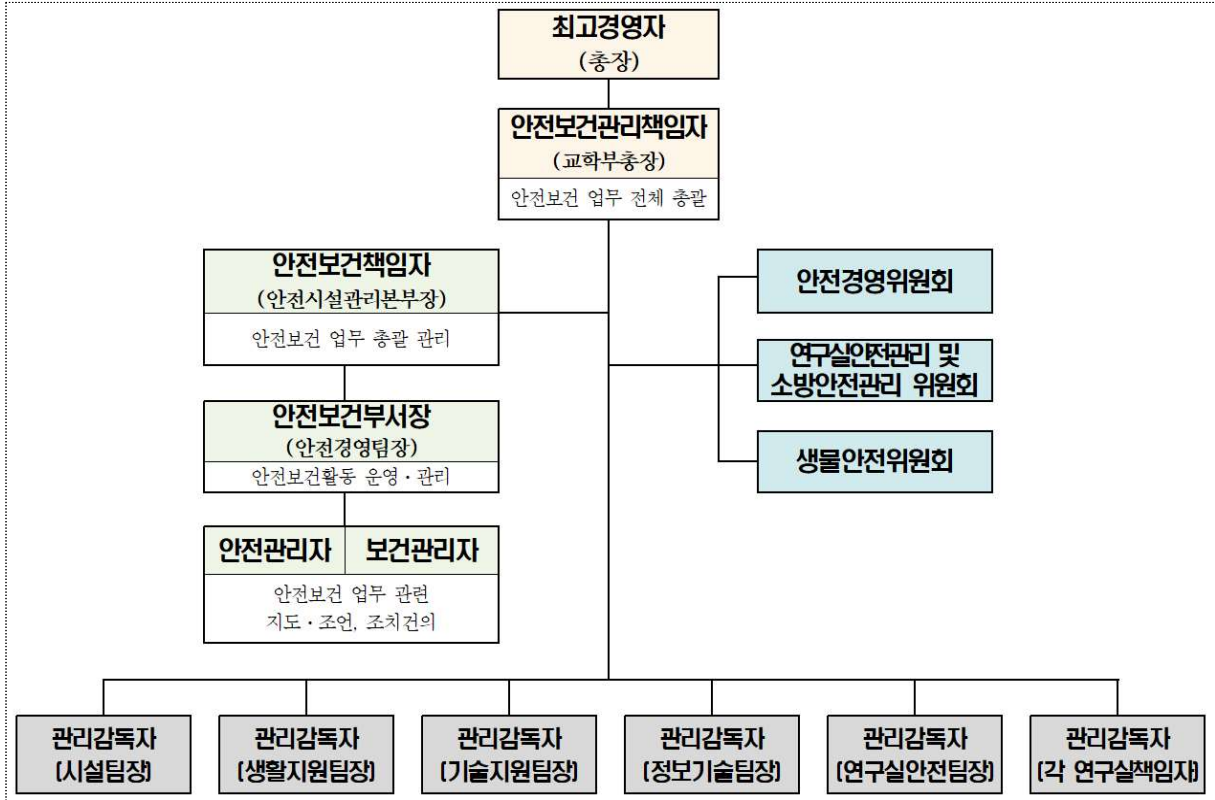 최고경영자
(총장)
안전보건관리책임자
(교학부총장)
안전보건 업무 전체 총괄
안전보건책임자
(안전시설관리본부장)
안전보건 업무 총괄 관리
안전보건부서장
(안전경영팀장)
안전보건활동 운영·관리
안전관리자 보건관리자
안전보건 업무 관련
지도·조언, 조치건의
안전경영위원회
연구실안전관리 및
소방안전관리 위원회
생물안전위원회
관리감독자
(시설팀장)
관리감독자
(생활지원팀장)
관리감독자
(기술지원팀장)
관리감독자
(정보기술팀장)
관리감독자
(연구실안전팀장)
관리감독자
(각 연구실책임자)